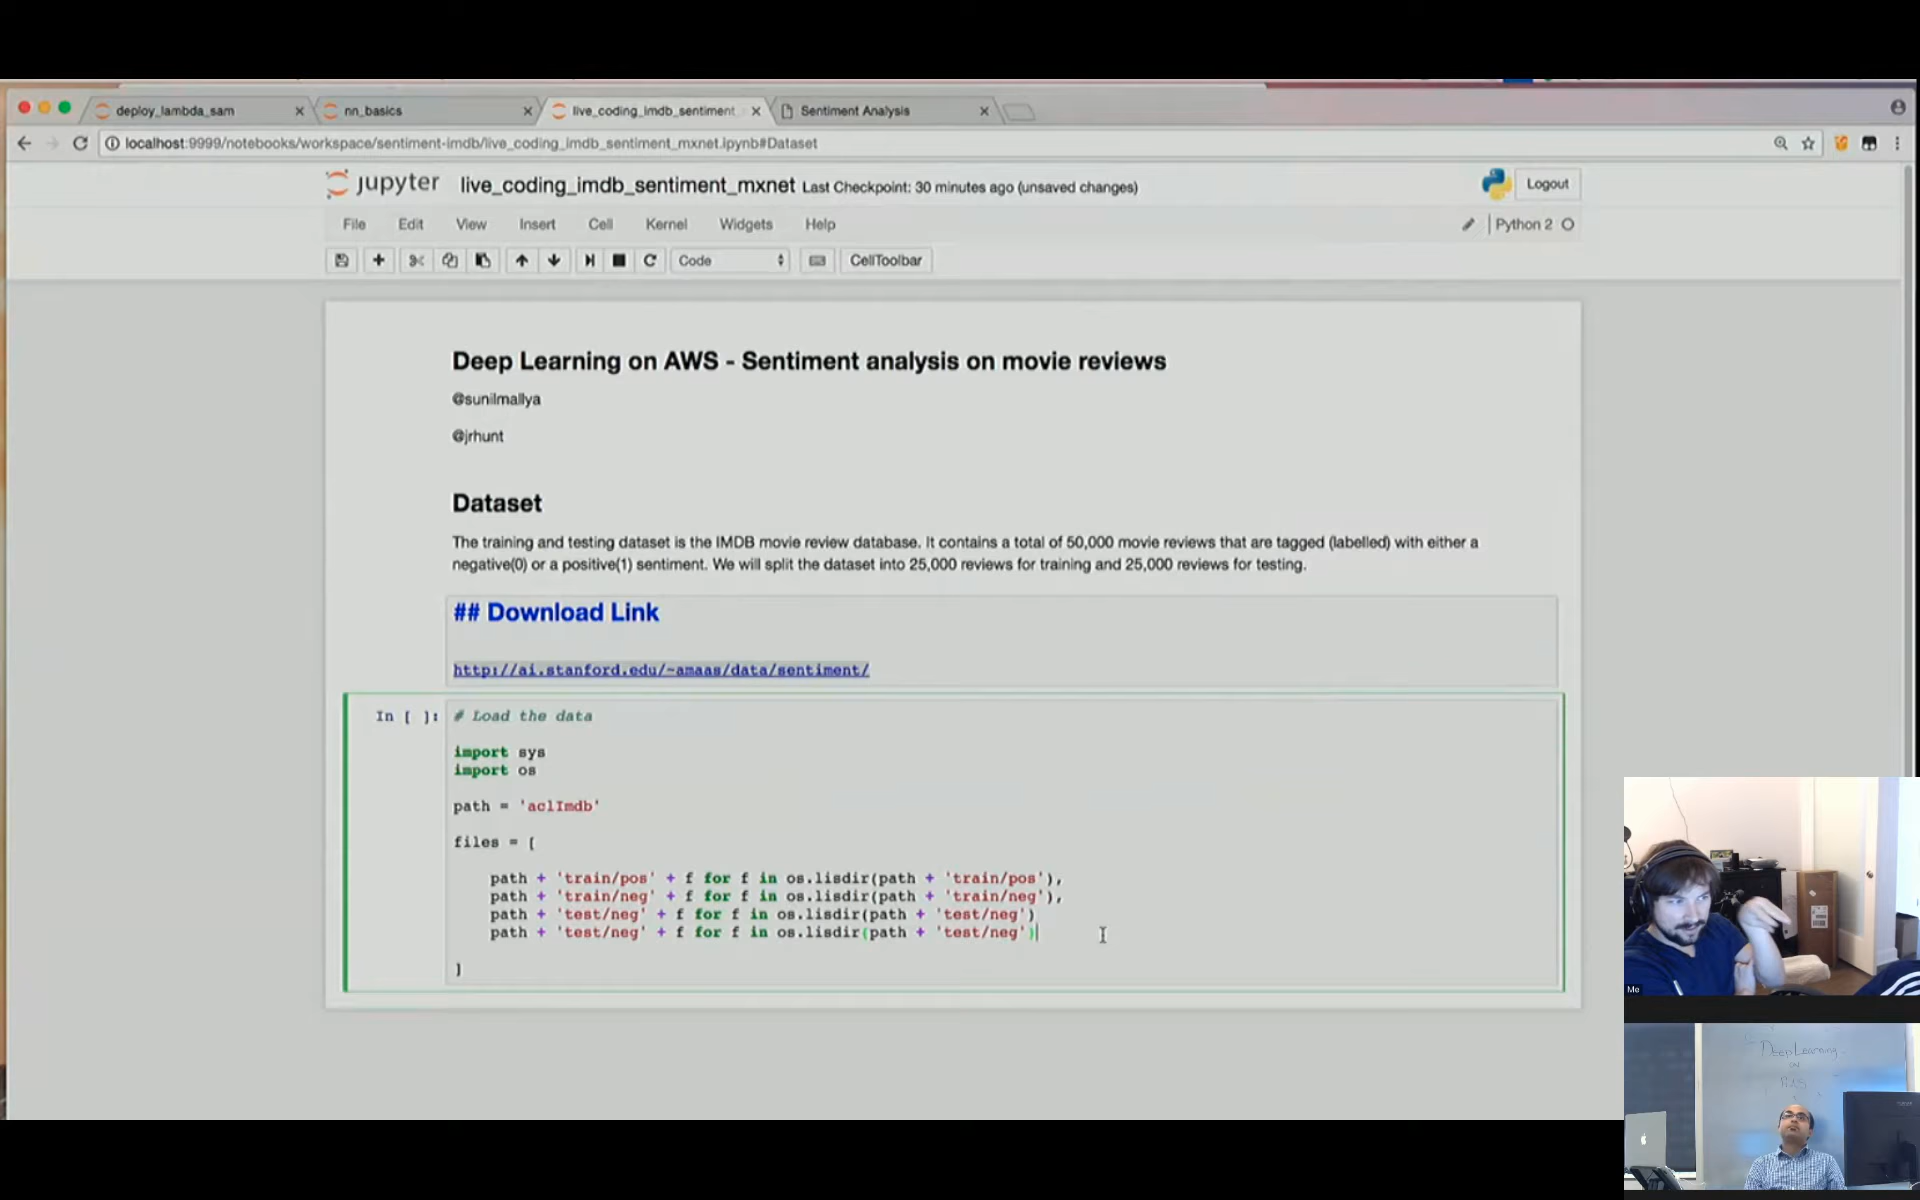 deploy_lambda_sam
nn_basics
live_coding_imdb_sentiment
Sentiment Analysis
localhost:9999/notebooks/workspace/sentiment-imdb/live_coding_imdb_sentiment_mxnet.ipynb#Dataset
jupyter live_coding_imdb_sentiment_mxnet Last Checkpoint: 30 minutes ago (unsaved changes)
Logout
File Edit View Insert Cell Kernel Widgets Help
Python 2
Code
CellToolbar
Deep Learning on AWS - Sentiment analysis on movie reviews
@sunilmallya
@jrhunt
Dataset
The training and testing dataset is the IMDB movie review database. It contains a total of 50,000 movie reviews that are tagged (labelled) with either a
negative(0) or a positive(1) sentiment. We will split the dataset into 25,000 reviews for training and 25,000 reviews for testing.
## Download Link
http://ai.stanford.edu/~amaas/data/sentiment/
In [ ]: # Load the data
import sys
import os
path = 'aclImdb'
files = [
path + 'train/pos' + f for f in os.lisdir(path + 'train/pos'),
path + 'train/neg' + f for f in os.lisdir(path + 'train/neg'),
path + 'test/neg' + f for f in os.lisdir(path + 'test/neg')
path + 'test/neg' + f for f in os.lisdir(path + 'test/neg')
]
Me
Deep Learning
on
AWS